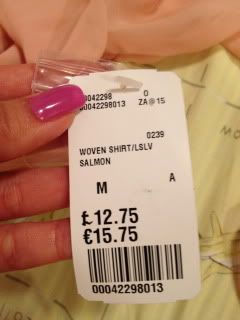 00042298 0
00042298013 ZA@15
0239
WOVEN SHIRT/LSLV
SALMON
M A
£12.75
€15.75
00042298013